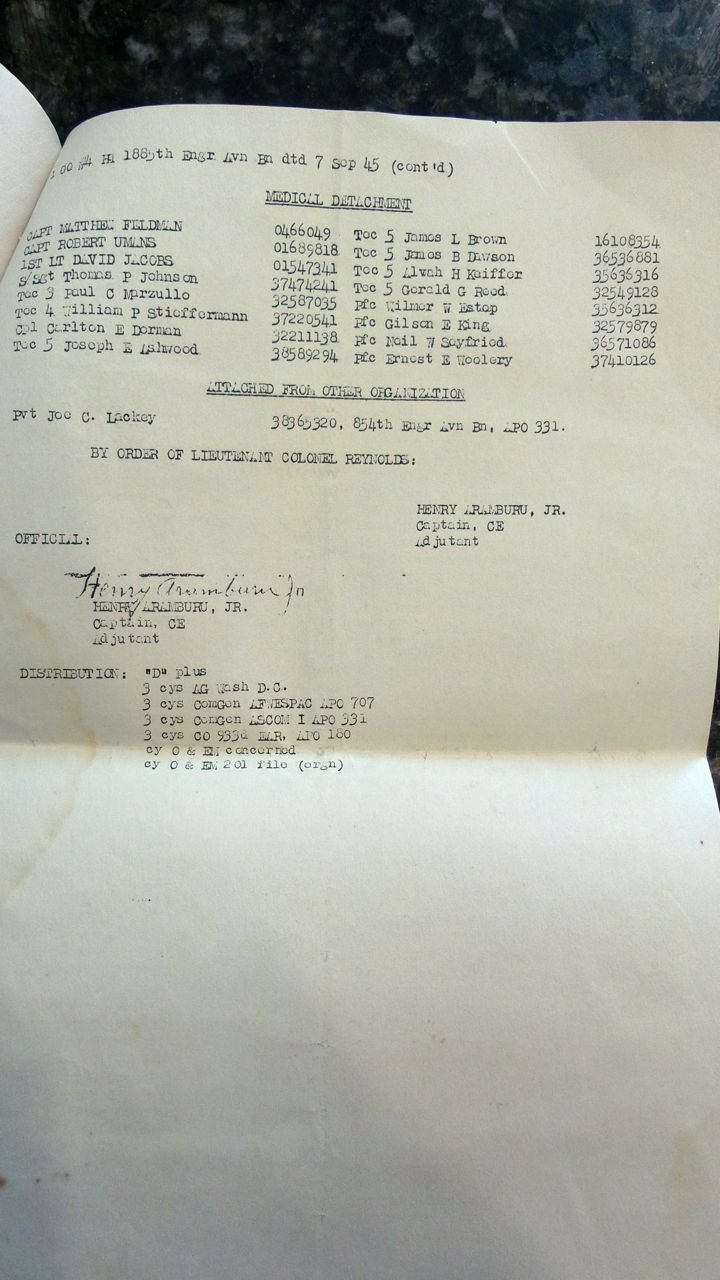 GO #4 Hq 1885th Engr Avn Bn dtd 7 Sep 45 (cont'd)
MEDICAL DETACHMENT
CAPT MATTHEW FELDMAN 0466049 Tec 5 James L Brown 16108354
CAPT ROBERT UMANS 01689818 Tec 5 James B Dawson 36536881
1ST LT DAVID JACOBS 01547341 Tec 5 Alvah H Keiffer 35636316
S/Sgt Thomas P Johnson 37474241 Tec 5 Gerald G Reed 32549128
Tec 3 Paul C Marzullo 32587035 Pfc Wilmer W Estep 35636312
Tec 4 William P Stieffermann 37220541 Pfc Gilson E King 32579879
Cpl Carlton E Dorman 32211138 Pfc Neil W Seyfried 36571086
Tec 5 Joseph E Ashwood 38589294 Pfc Ernest E Woolery 37410126
ATTACHED FROM OTHER ORGANIZATION
Pvt Joe C. Lackey 38365320, 854th Engr Avn Bn, APO 331.
BY ORDER OF LIEUTENANT COLONEL REYNOLDS:
HENRY ARAMBURU, JR.
Captain, CE
Adjutant
OFFICIAL:
Henry Aramburu Jr
HENRY ARAMBURU, JR.
Captain, CE
Adjutant
DISTRIBUTION: "D" plus
3 cys AG Wash D.C.
3 cys ComGen AFWESPAC APO 707
3 cys ComGen ASCOM I APO 331
3 cys CO 933d EAR, APO 180
cy O & EM concerned
cy O & EM 201 file (orgn)